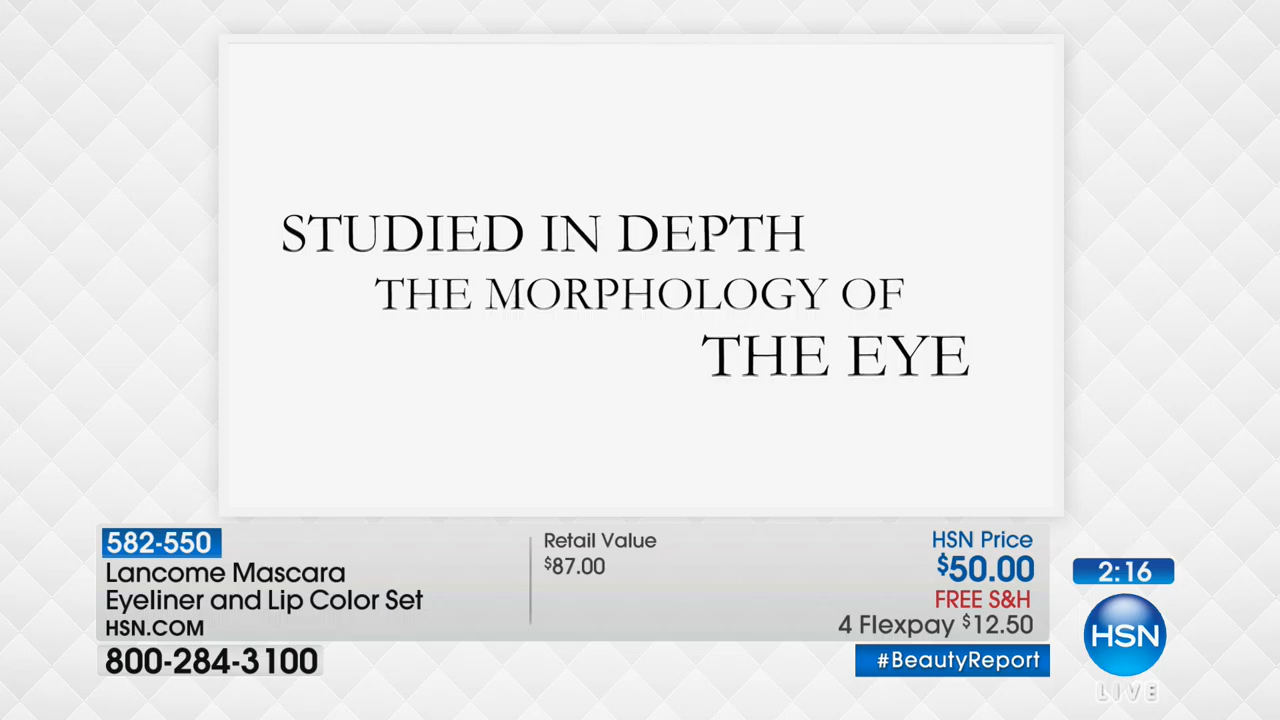 STUDIED IN DEPTH
THE MORPHOLOGY OF
THE EYE
582-550
Lancome Mascara
Eyeliner and Lip Color Set
HSN.COM
800-284-3100
Retail Value
$87.00
HSN Price
$50.00
FREE S&H
4 Flexpay $12.50
#BeautyReport
2:16
HSN
LIVE